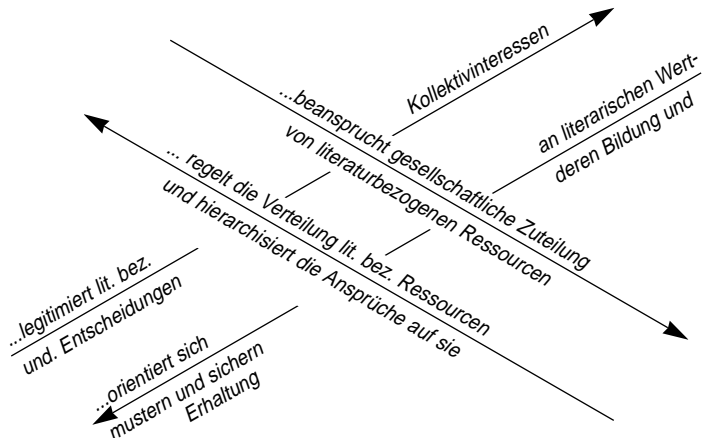 ...beansprucht gesellschaftliche Zuteilung
von literaturbezogenen Ressourcen
... regelt die Verteilung lit. bez. Ressourcen
und hierarchisiert die Ansprüche auf sie
...legitimiert lit. bez.
und. Entscheidungen
Kollektivinteressen
...orientiert sich
mustern und sichern
Erhaltung
an literarischen Wert-
deren Bildung und